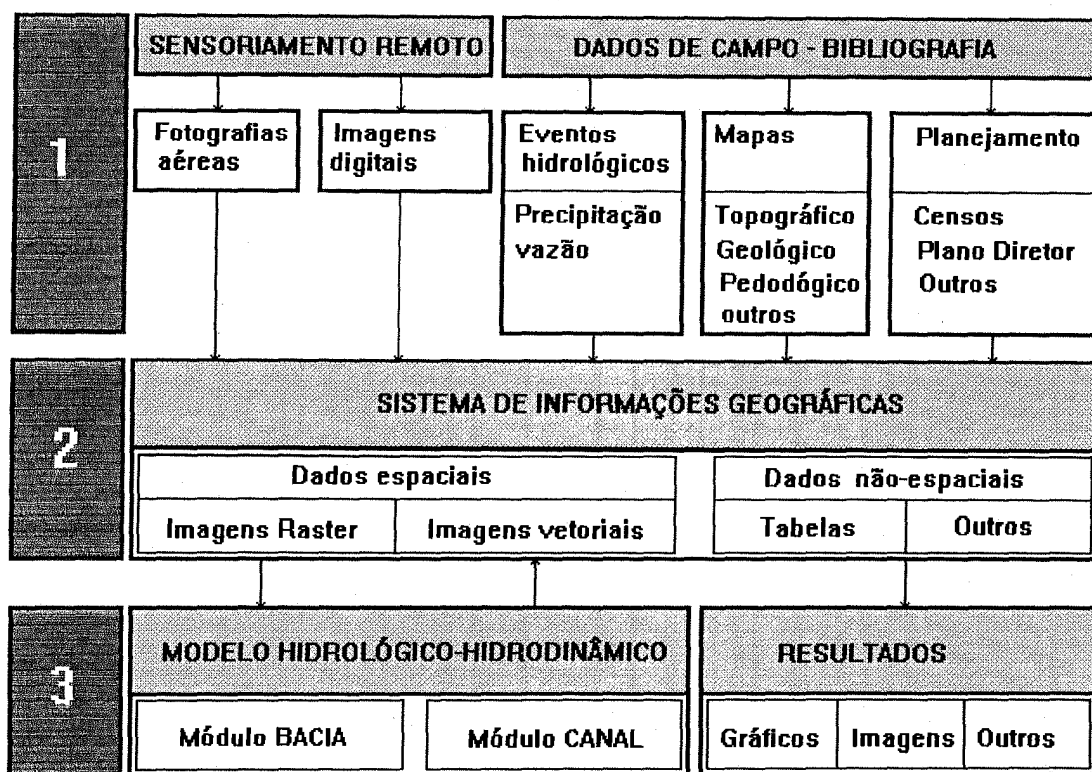 1
SENSORIAMENTO REMOTO
DADOS DE CAMPO - BIBLIOGRAFIA
Fotografias
aéreas
Imagens
digitais
Eventos
hidrológicos
Precipitação
vazão
Mapas
Topográfico
Geológico
Pedodógico
outros
Planejamento
Censos
Plano Diretor
Outros
2
SISTEMA DE INFORMAÇÕES GEOGRÁFICAS
Dados espaciais
Imagens Raster
Imagens vetoriais
Dados não-espaciais
Tabelas
Outros
3
MODELO HIDROLÓGICO-HIDRODINÂMICO
Módulo BACIA
Módulo CANAL
RESULTADOS
Gráficos
Imagens
Outros